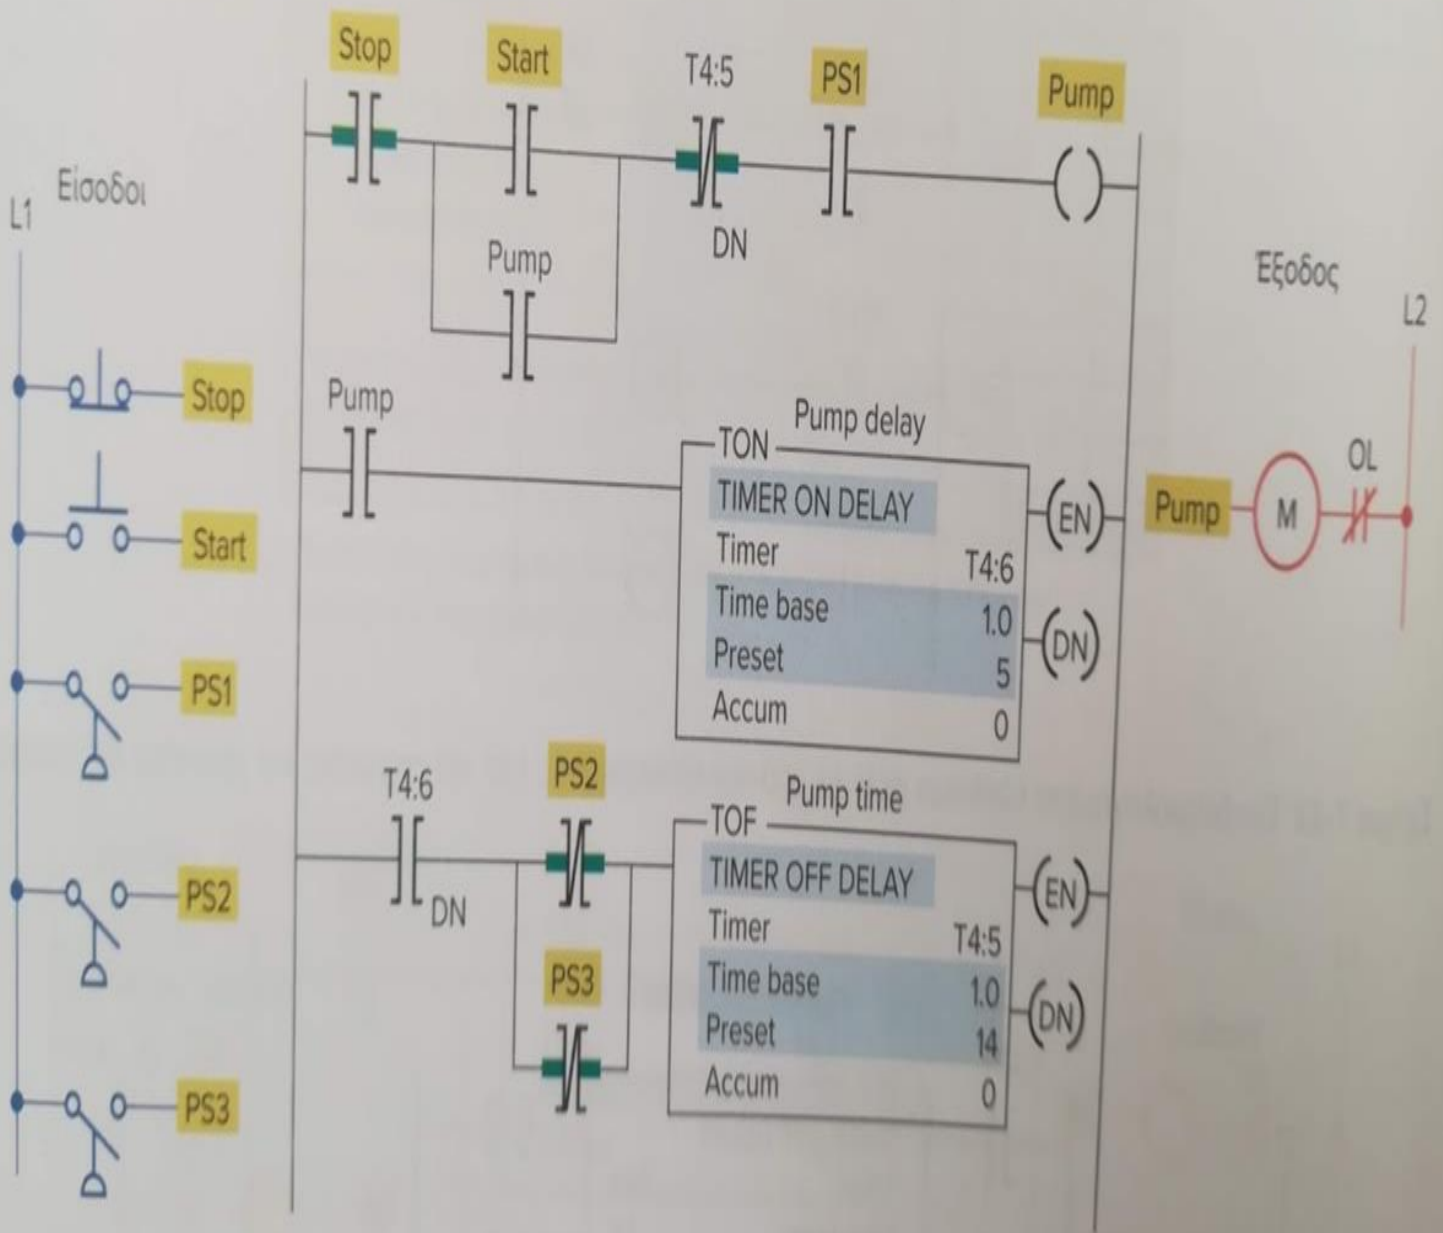 Stop
Start
T4:5
PS1
Pump
DN
Pump
Είσοδοι
L1
Stop
Start
PS1
PS2
PS3
Pump
Pump delay
TON
TIMER ON DELAY
Timer T4:6
Time base 1.0
Preset 5
Accum 0
EN
DN
T4:6
DN
PS2
PS3
Pump time
TOF
TIMER OFF DELAY
Timer T4:5
Time base 1.0
Preset 14
Accum 0
EN
DN
Έξοδος
L2
Pump
M
OL